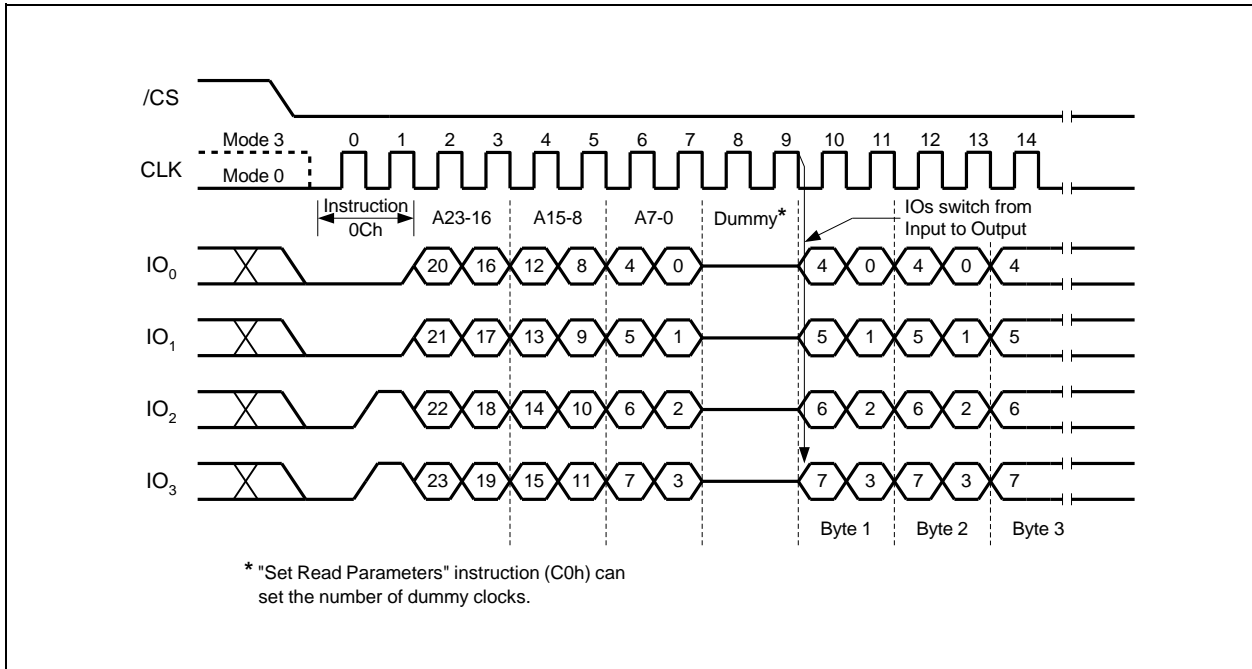 /CS
Mode 3 0 1 2 3 4 5 6 7 8 9 10 11 12 13 14
CLK
Mode 0
Instruction
0Ch
A23-16 A15-8 A7-0 Dummy*
IOs switch from
Input to Output
IO0 20 16 12 8 4 0 4 0 4 0 4
IO1 21 17 13 9 5 1 5 1 5 1 5
IO2 22 18 14 10 6 2 6 2 6 2 6
IO3 23 19 15 11 7 3 7 3 7 3 7
Byte 1 Byte 2 Byte 3
* "Set Read Parameters" instruction (C0h) can
set the number of dummy clocks.